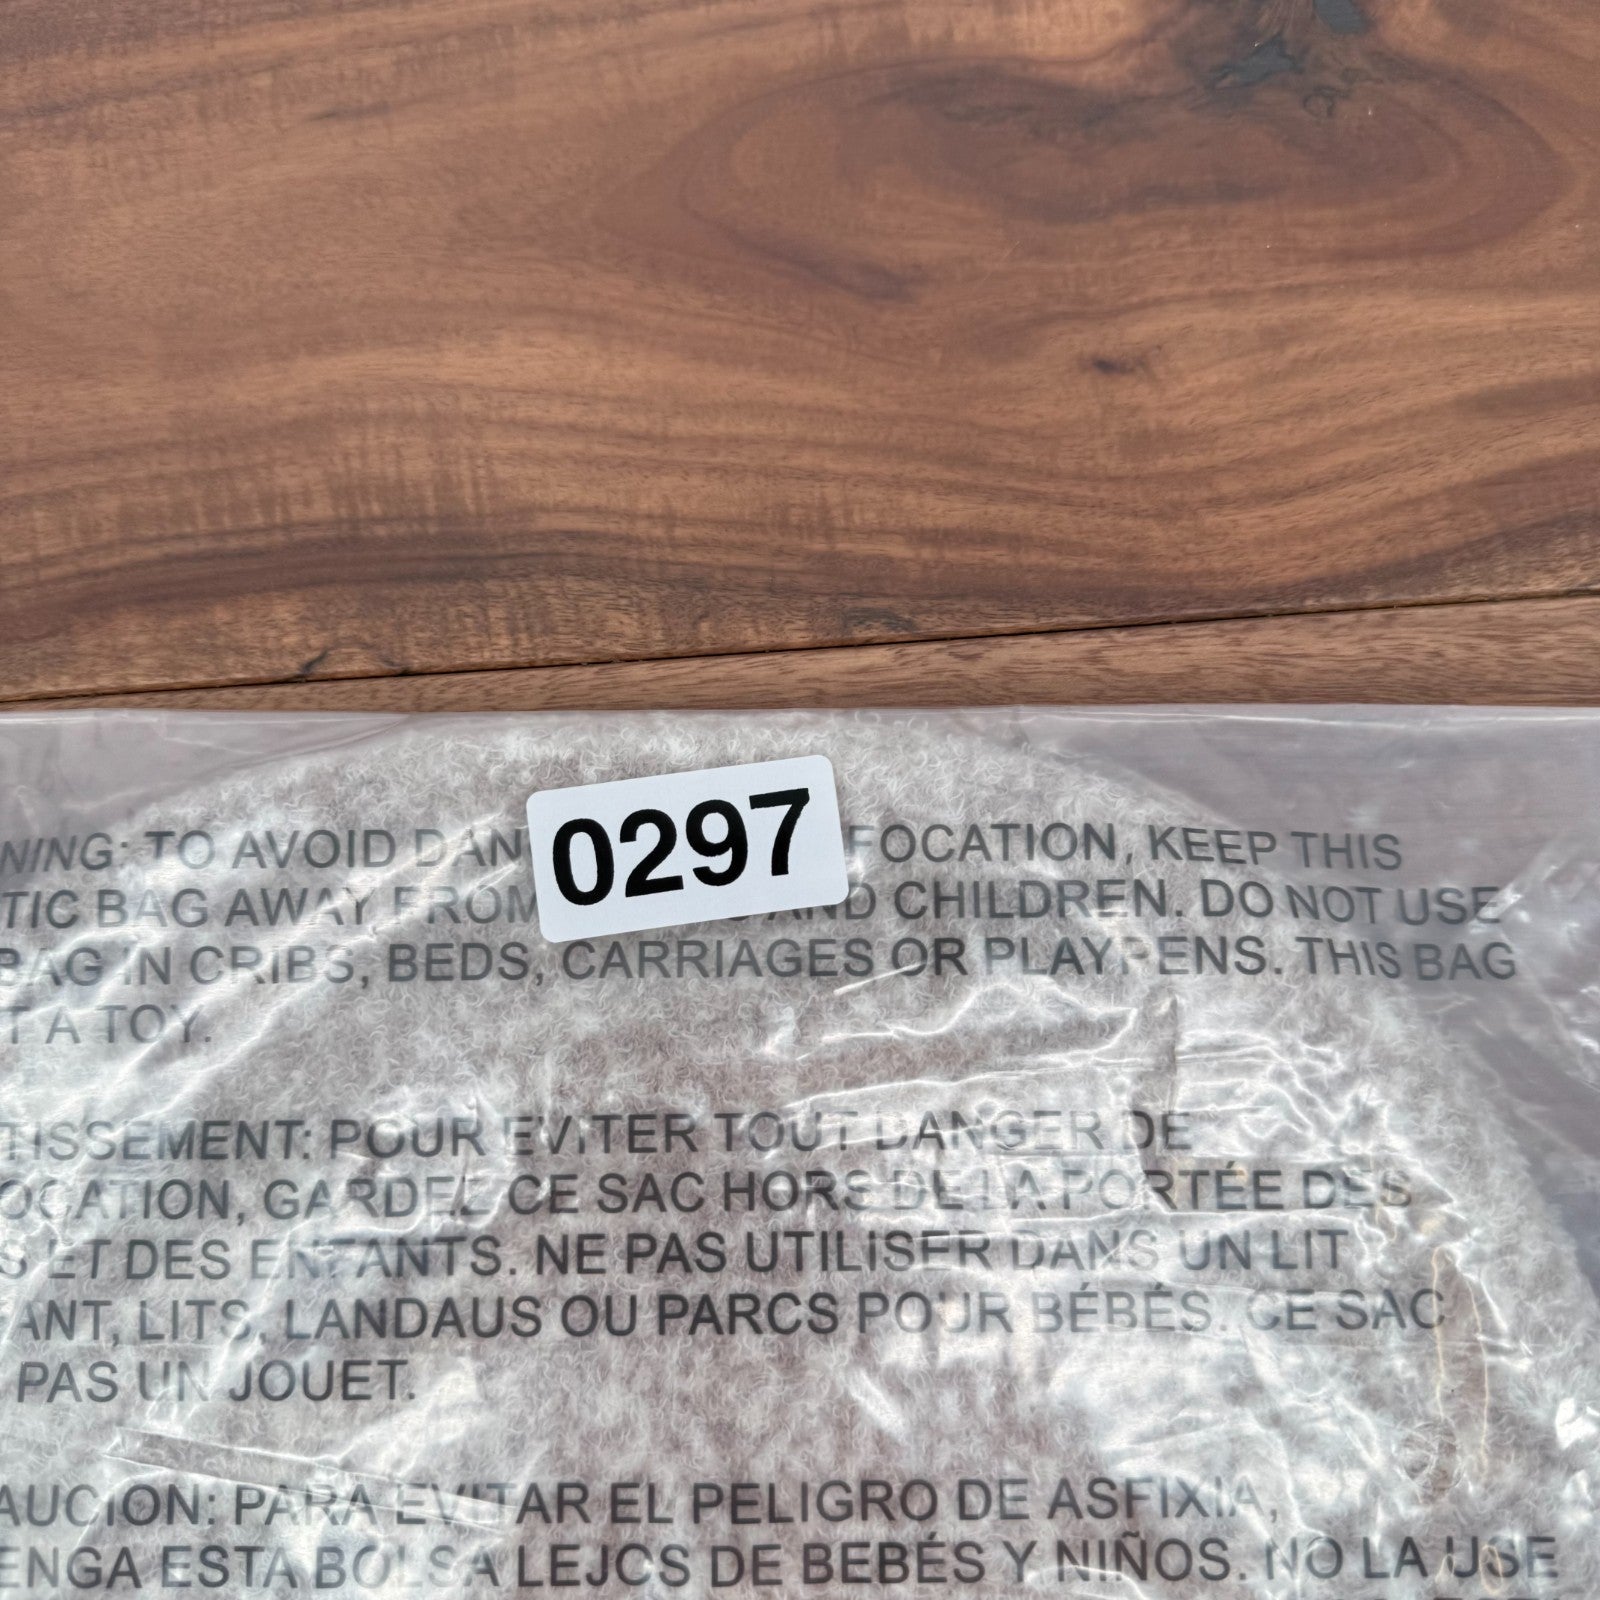 0297
NING: TO AVOID DAN FOCATION, KEEP THIS
TIC BAG AWAY FROM AND CHILDREN. DO NOT USE
BAG IN CRIBS, BEDS, CARRIAGES OR PLAYPENS. THIS BAG
T A TOY.
TISSEMENT: POUR EVITER TOUT DANGER DE
OCATION, GARDEZ CE SAC HORS DE LA PORTÉE DES
S ET DES ENFANTS. NE PAS UTILISER DANS UN LIT
ANT, LITS, LANDAUS OU PARCS POUR BÉBÉS. CE SAC
PAS UN JOUET.
AUCION: PARA EVITAR EL PELIGRO DE ASFIXIA,
ENGA ESTA BOLSA LEJOS DE BEBÉS Y NIÑOS. NO LA USE